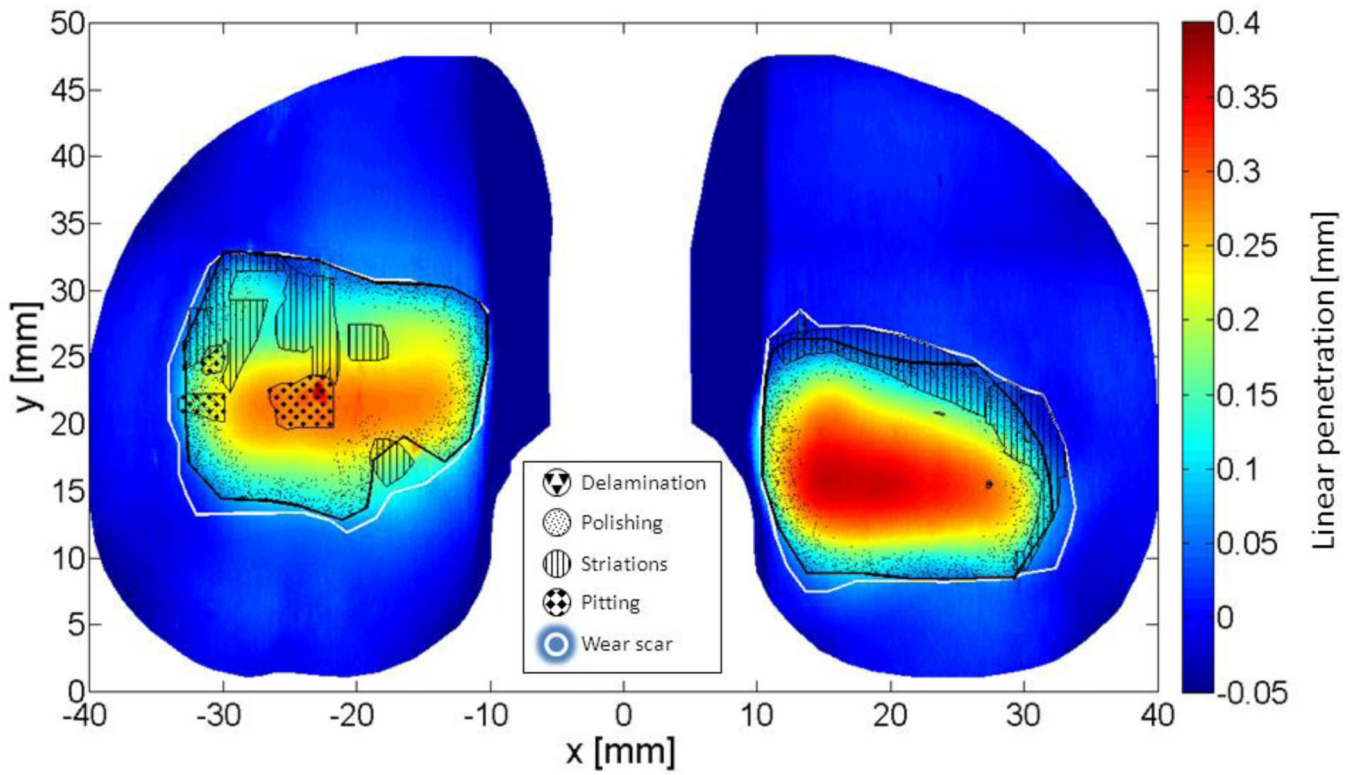 50
45
40
35
30
25
20
15
10
5
0
y [mm]
-40 -30 -20 -10 0 10 20 30 40
x [mm]
Delamination
Polishing
Striations
Pitting
Wear scar
0.4
0.35
0.3
0.25
0.2
0.15
0.1
0.05
0
-0.05
Linear penetration [mm]